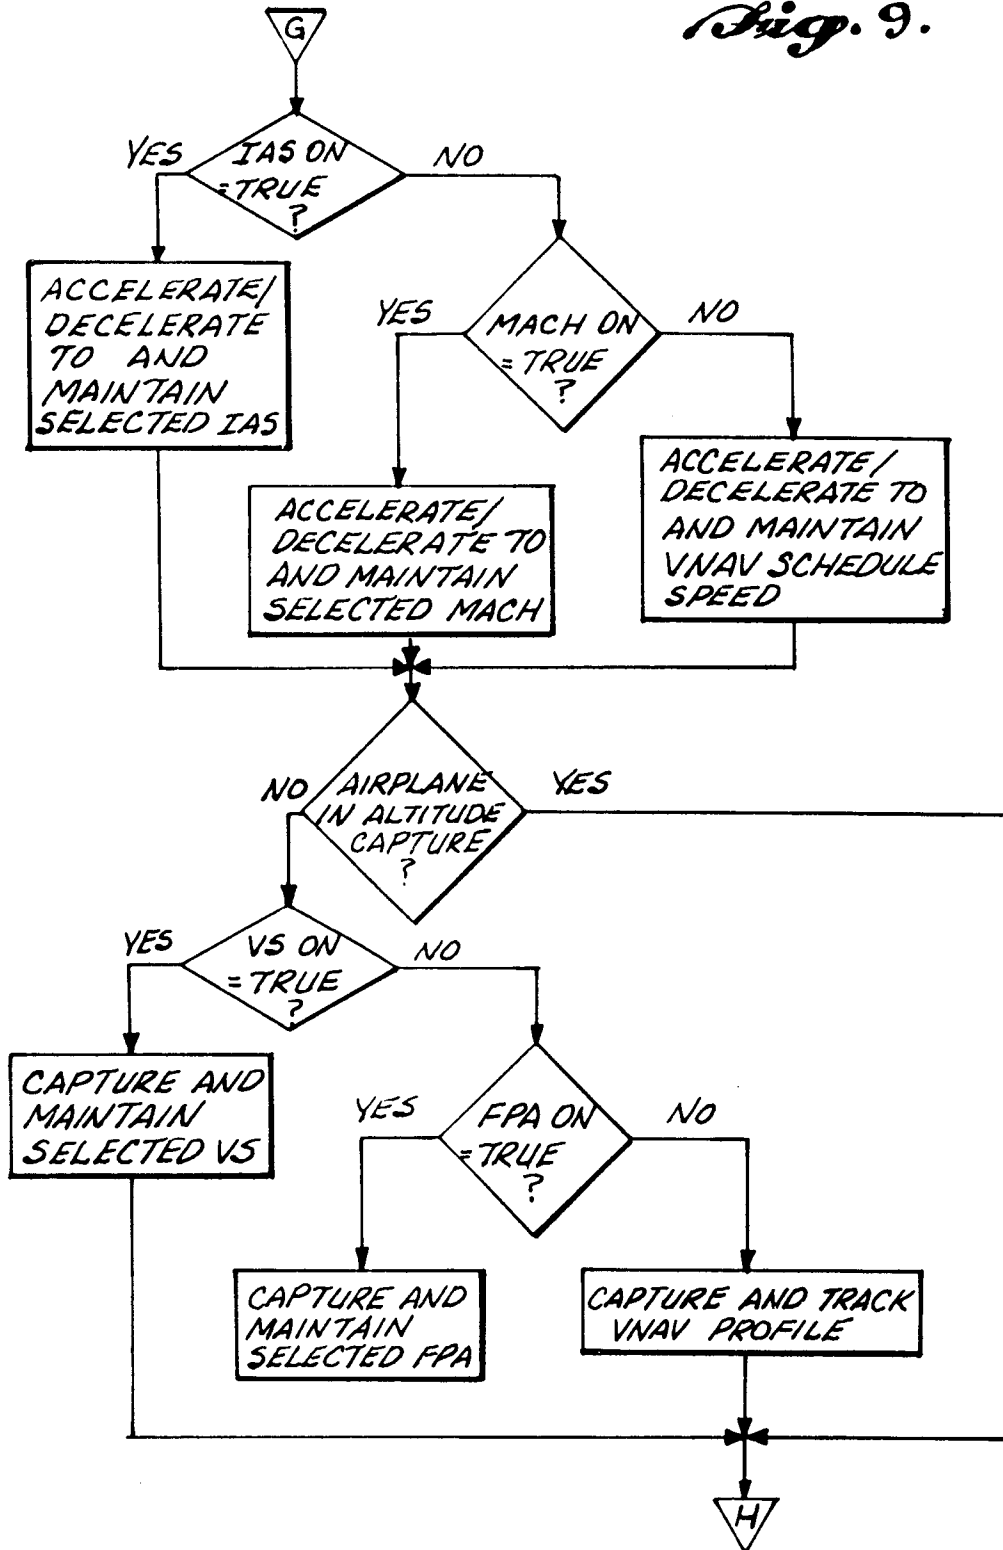 Fig. 9.
G
IAS ON
=TRUE
?
YES
NO
ACCELERATE/
DECELERATE
TO AND
MAINTAIN
SELECTED IAS
MACH ON
=TRUE
?
YES
NO
ACCELERATE/
DECELERATE TO
AND MAINTAIN
SELECTED MACH
ACCELERATE/
DECELERATE TO
AND MAINTAIN
VNAV SCHEDULE
SPEED
AIRPLANE
IN ALTITUDE
CAPTURE
?
NO
YES
VS ON
=TRUE
?
YES
NO
CAPTURE AND
MAINTAIN
SELECTED VS
FPA ON
=TRUE
?
YES
NO
CAPTURE AND
MAINTAIN
SELECTED FPA
CAPTURE AND TRACK
VNAV PROFILE
H